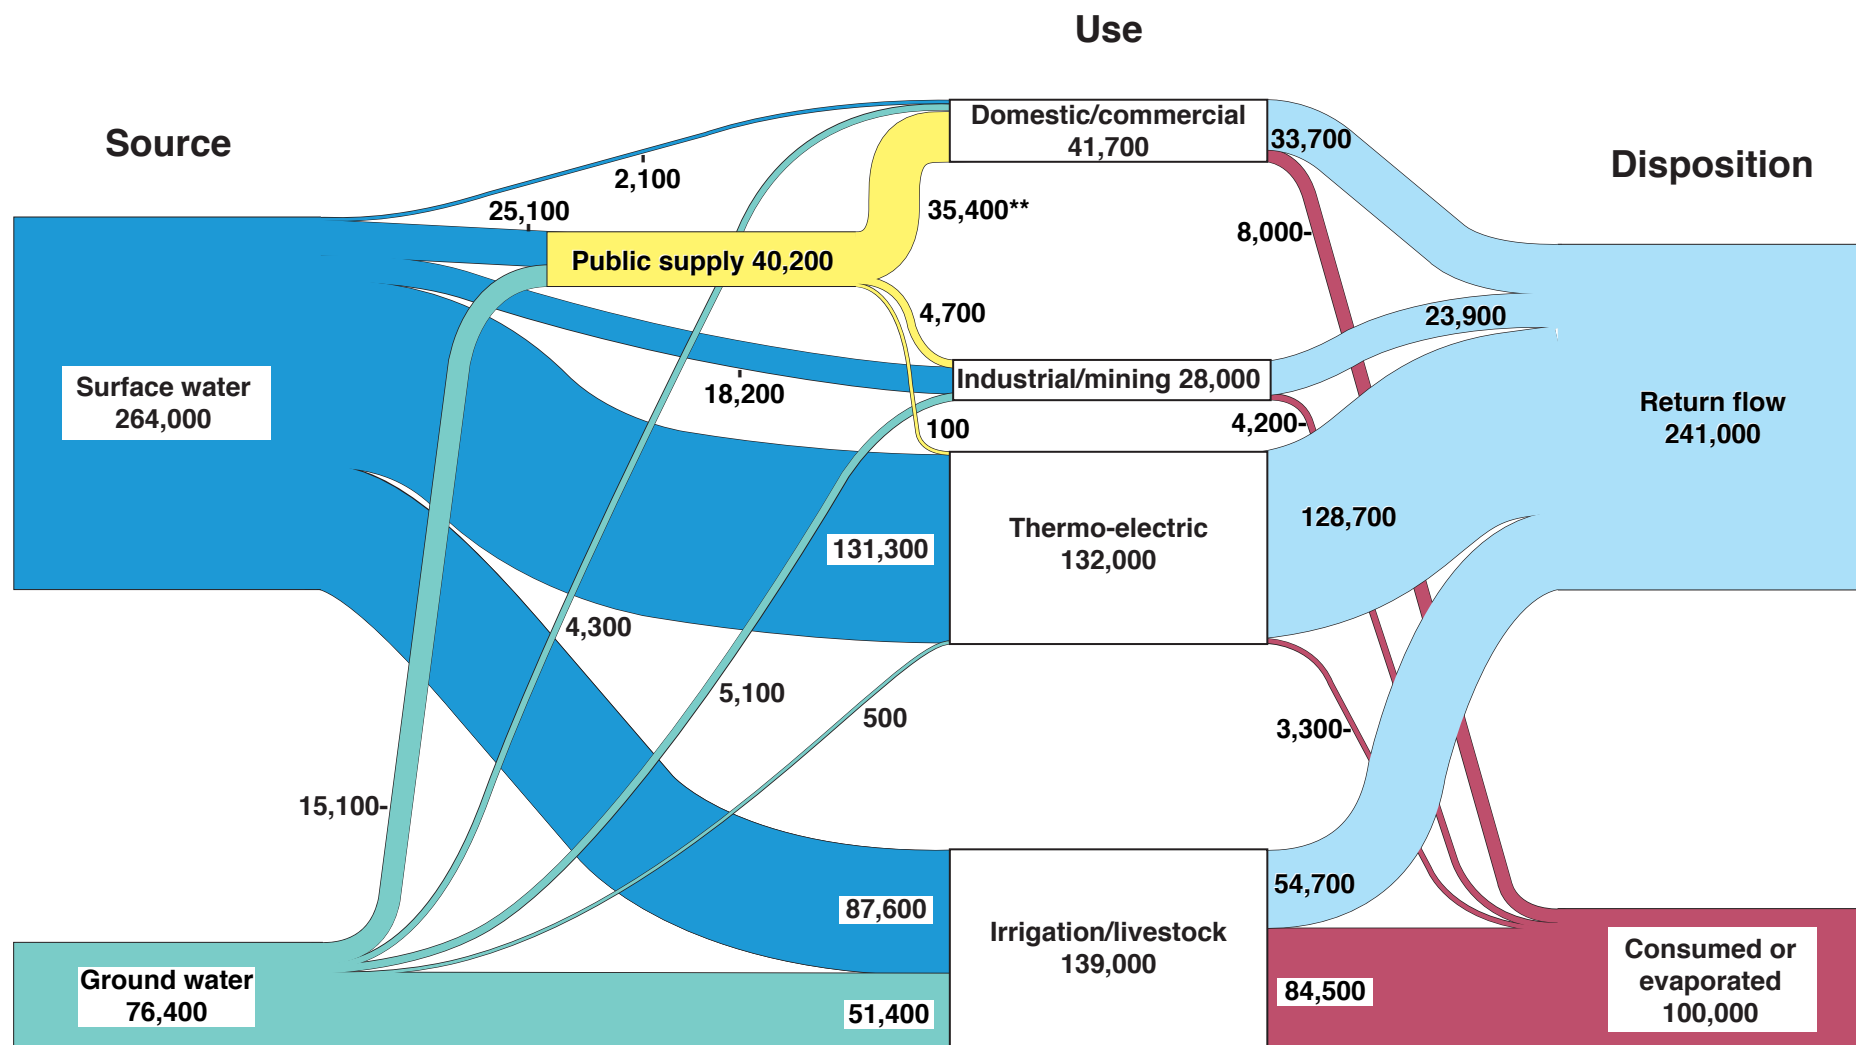 Use
Source
Disposition
Domestic/commercial
41,700
33,700
2,100
25,100
35,400**
8,000-
Public supply 40,200
4,700
23,900
Industrial/mining 28,000
18,200
4,200-
100
Surface water
264,000
Return flow
241,000
Thermo-electric
132,000
128,700
131,300
4,300
5,100
500
3,300-
15,100-
87,600
54,700
Irrigation/livestock
139,000
Ground water
76,400
51,400
84,500
Consumed or
evaporated
100,000